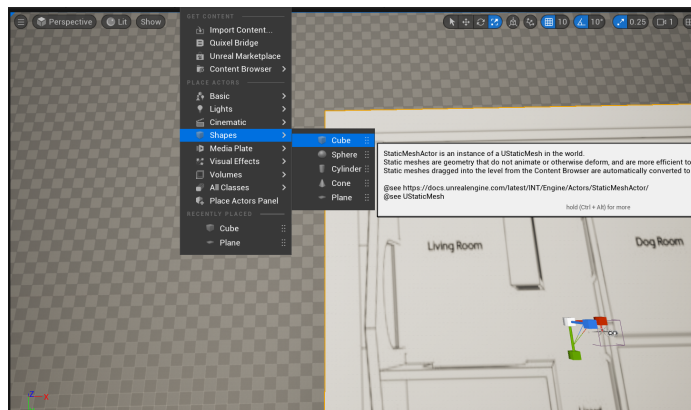 Perspective
Lit
Show
10
10°
0.25
1
GET CONTENT
Import Content...
Quixel Bridge
Unreal Marketplace
Content Browser
PLACE ACTORS
Basic
Lights
Cinematic
Shapes
Media Plate
Visual Effects
Volumes
All Classes
Place Actors Panel
RECENTLY PLACED
Cube
Plane
Cube
Sphere
Cylinder
Cone
Plane
StaticMeshActor is an instance of a UStaticMesh in the world.
Static meshes are geometry that do not animate or otherwise deform, and are more efficient to
Static meshes dragged into the level from the Content Browser are automatically converted to
@see https://docs.unrealengine.com/latest/INT/Engine/Actors/StaticMeshActor/
@see UStaticMesh
hold (Ctrl + Alt) for more
Living Room
Dog Room
Z
X